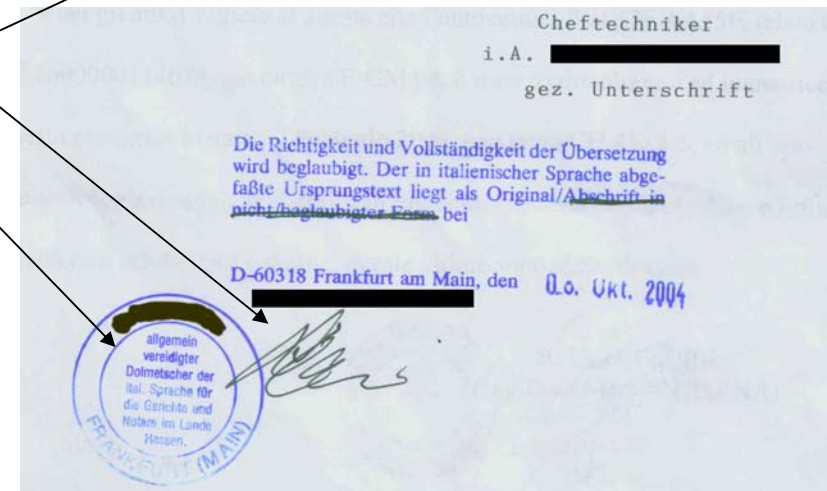 Cheftechniker
i.A.
gez. Unterschrift
Die Richtigkeit und Vollständigkeit der Übersetzung
wird beglaubigt. Der in italienischer Sprache abge-
faßte Ursprungstext liegt als Original/Abschrift in
nicht beglaubigter Form bei
D-60318 Frankfurt am Main, den Okt. 2004
allgemein
vereidigter
Dolmetscher der
ital. Sprache für
die Gerichte und
Notare im Lande
Hessen.
FRANKFURT (MAIN)